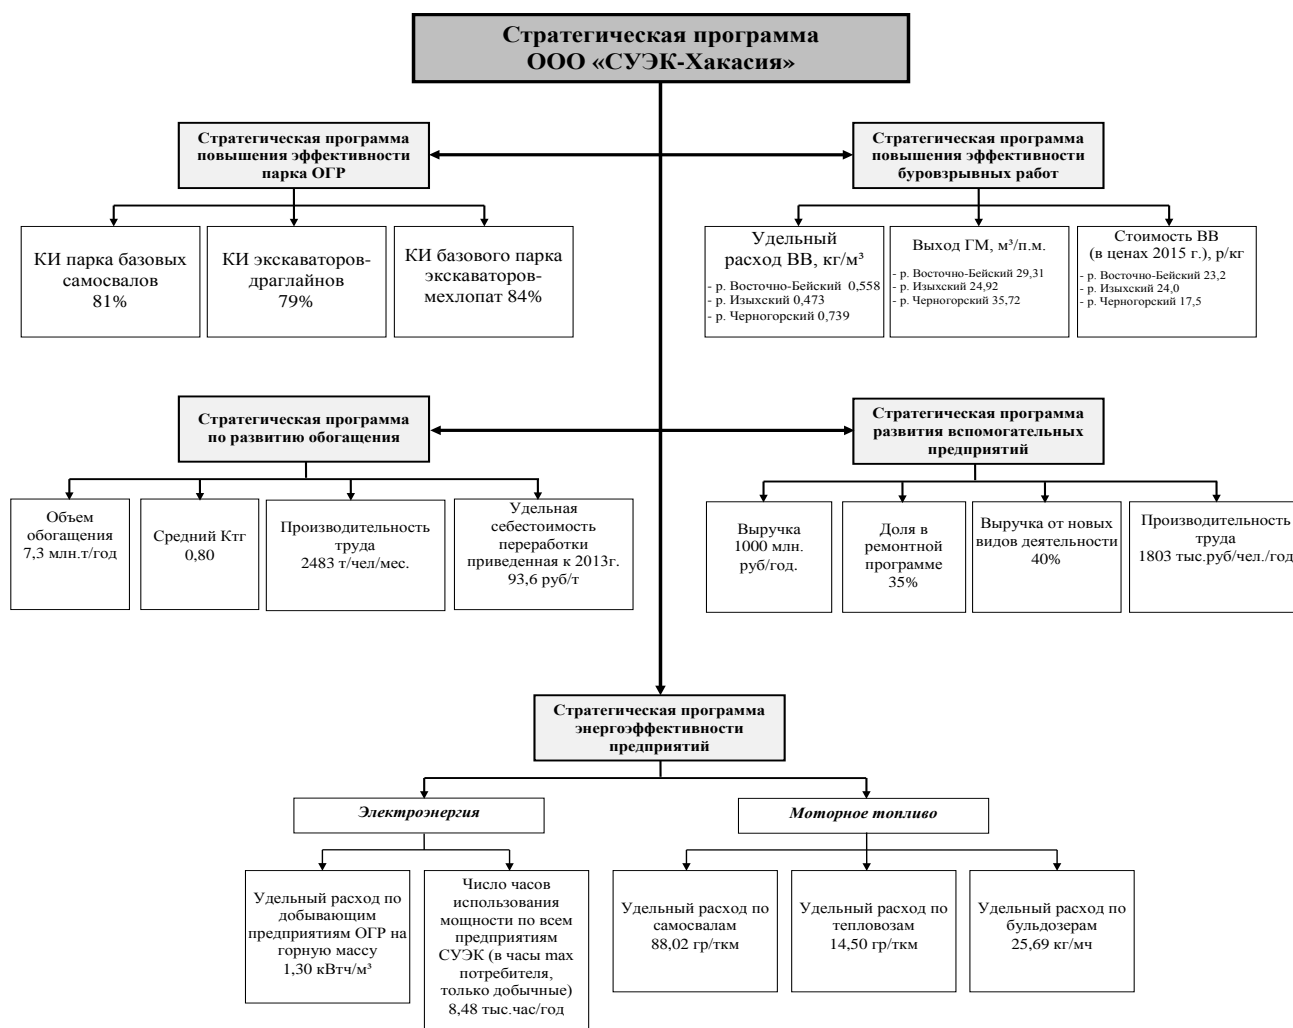 Стратегическая программа
ООО «СУЭК-Хакасия»
Стратегическая программа
повышения эффективности
парка ОГР
Стратегическая программа
повышения эффективности
буровзрывных работ
КИ парка базовых
самосвалов
81%
КИ экскаваторов-
драглайнов
79%
КИ базового парка
экскаваторов-
мехлопат 84%
Удельный
расход ВВ, кг/м³
- р. Восточно-Бейский 0,558
- р. Изыхский 0,473
- р. Черногорский 0,739
Выход ГМ, м³/п.м.
- р. Восточно-Бейский 29,31
- р. Изыхский 24,92
- р. Черногорский 35,72
Стоимость ВВ
(в ценах 2015 г.), р/кг
- р. Восточно-Бейский 23,2
- р. Изыхский 24,0
- р. Черногорский 17,5
Стратегическая программа
по развитию обогащения
Стратегическая программа
развития вспомогательных
предприятий
Объем
обогащения
7,3 млн.т/год
Средний Ктг
0,80
Производительность
труда
2483 т/чел/мес.
Удельная
себестоимость
переработки
приведенная к 2013г.
93,6 руб/т
Выручка
1000 млн.
руб/год.
Доля в
ремонтной
программе
35%
Выручка от новых
видов деятельности
40%
Производительность
труда
1803 тыс.руб/чел./год
Стратегическая программа
энергоэффективности
предприятий
Электроэнергия
Моторное топливо
Удельный расход по
добывающим
предприятиям ОГР на
горную массу
1,30 кВтч/м³
Число часов
использования
мощности по всем
предприятиям
СУЭК (в часы max
потребителя,
только добычные)
8,48 тыс.час/год
Удельный расход по
самосвалам
88,02 гр/ткм
Удельный расход по
тепловозам
14,50 гр/ткм
Удельный расход по
бульдозерам
25,69 кг/мч